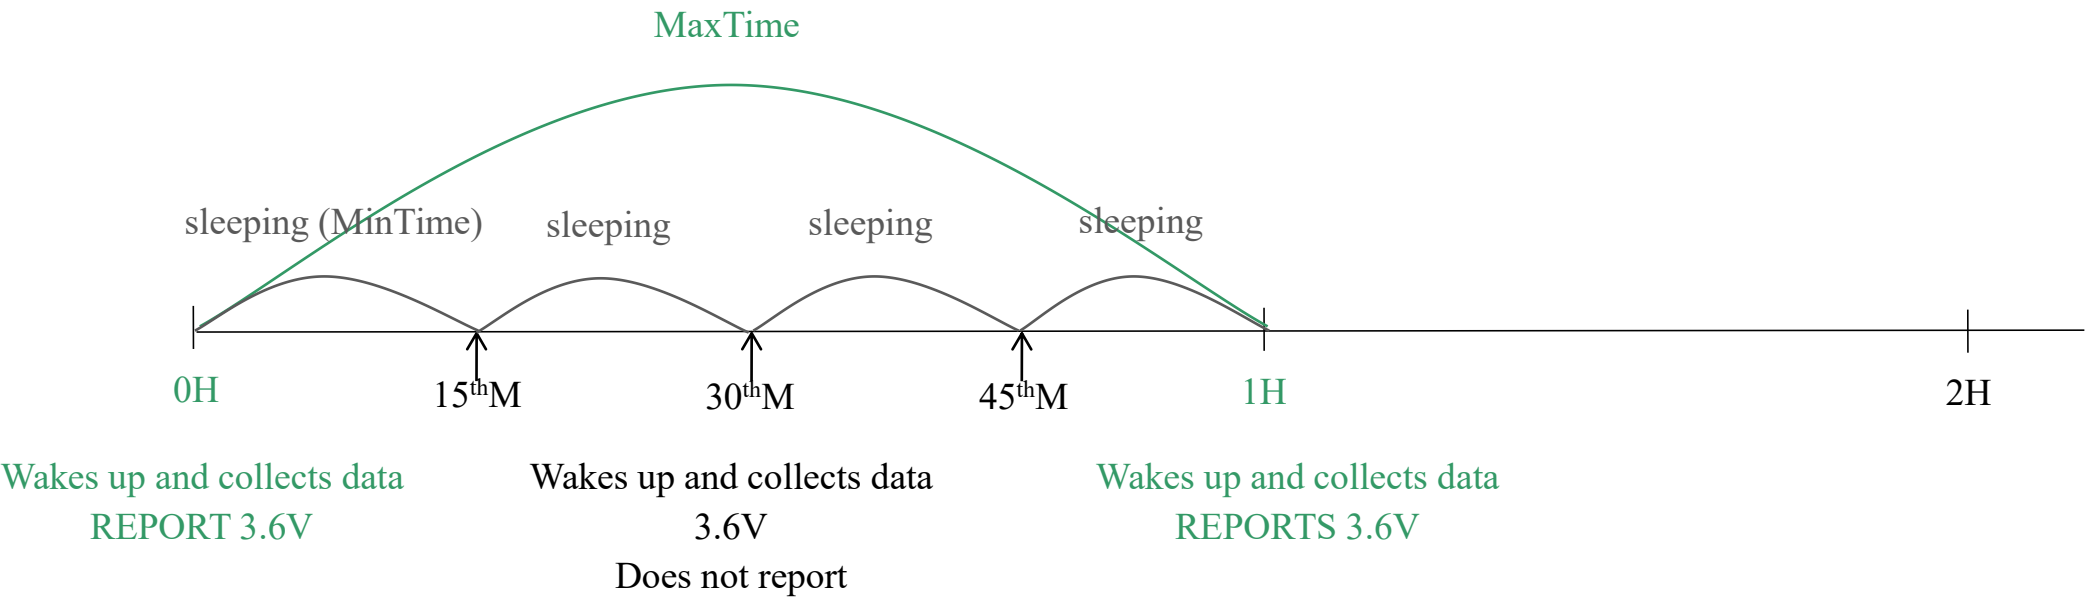 MaxTime
sleeping (MinTime)
sleeping
sleeping
sleeping
0H
15thM
30thM
45thM
1H
2H
Wakes up and collects data
REPORT 3.6V
Wakes up and collects data
3.6V
Does not report
Wakes up and collects data
REPORTS 3.6V